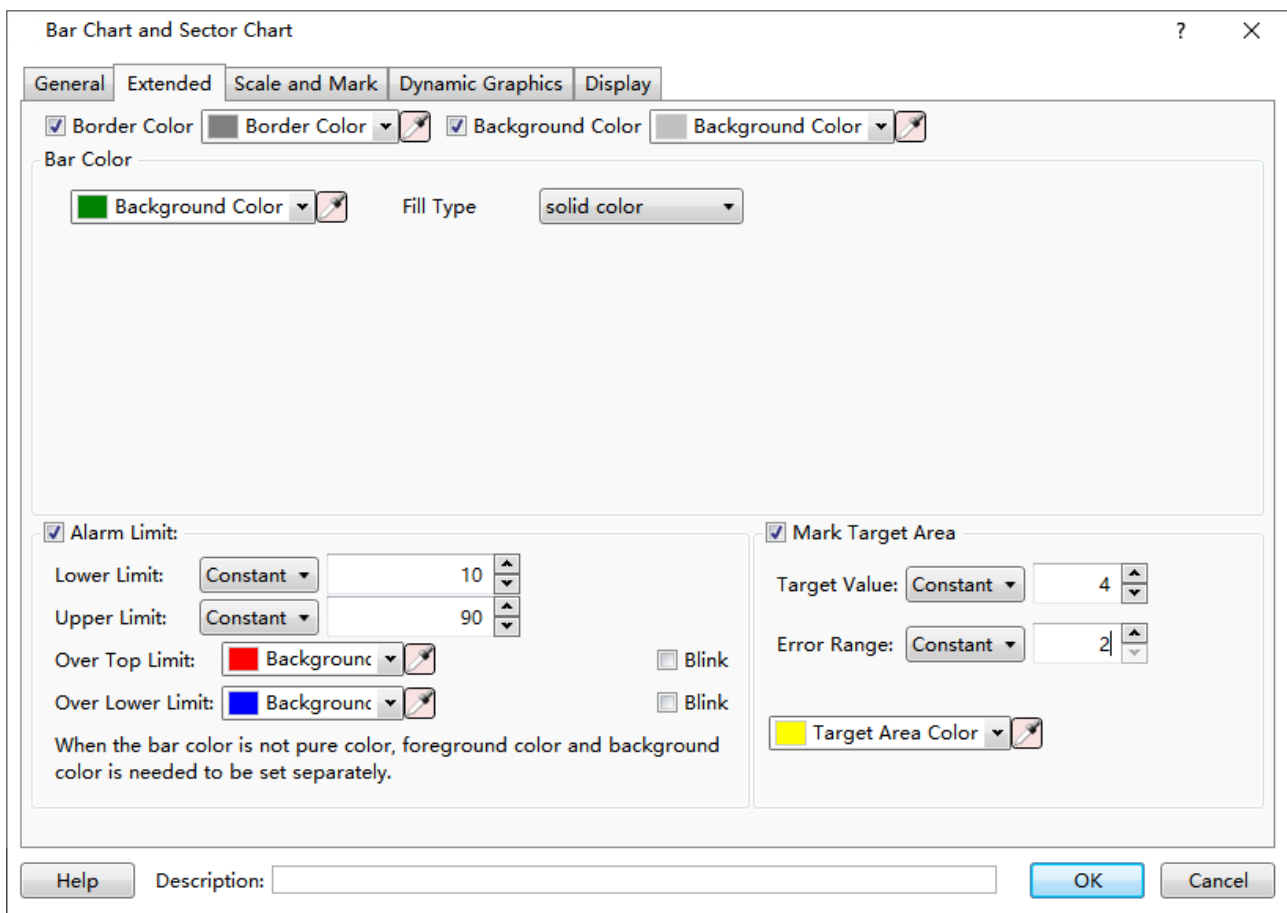 Bar Chart and Sector Chart ?
General Extended Scale and Mark Dynamic Graphics Display
Border Color Border Color Background Color Background Color
Bar Color
Background Color Fill Type solid color
Alarm Limit: Mark Target Area
Lower Limit: Constant 10 Target Value: Constant 4
Upper Limit: Constant 90
Error Range: Constant 2
Over Top Limit: Backgrounc Blink
Over Lower Limit: Backgrounc Blink
Target Area Color
When the bar color is not pure color, foreground color and background
color is needed to be set separately.
Help Description: OK Cancel